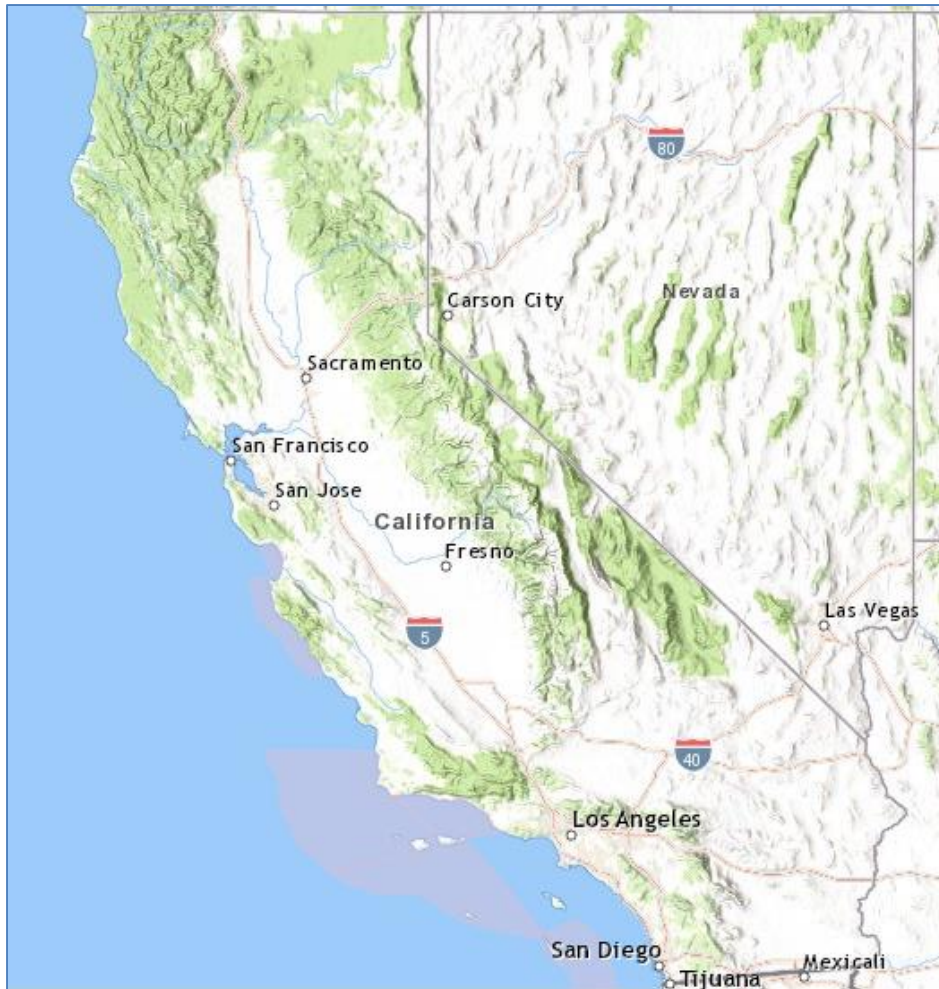 80
Nevada
Carson City
Sacramento
San Francisco
San Jose
California
Fresno
Las Vegas
5
40
Los Angeles
San Diego
Mexicali
Tijuana